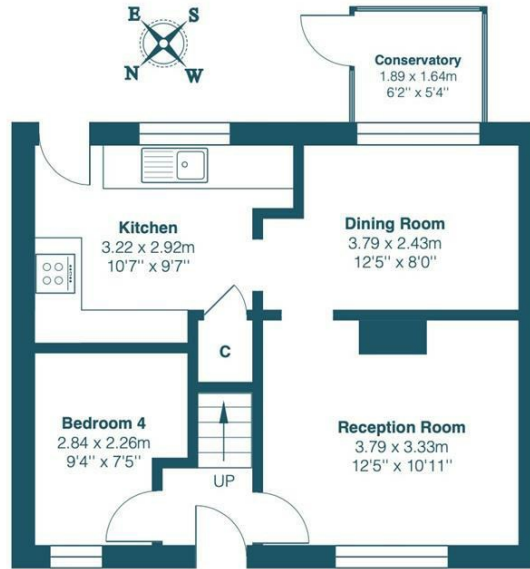 E S
N W
Conservatory
1.89 x 1.64m
6'2'' x 5'4''
Kitchen
3.22 x 2.92m
10'7'' x 9'7''
Dining Room
3.79 x 2.43m
12'5'' x 8'0''
C
Bedroom 4
2.84 x 2.26m
9'4'' x 7'5''
UP
Reception Room
3.79 x 3.33m
12'5'' x 10'11''